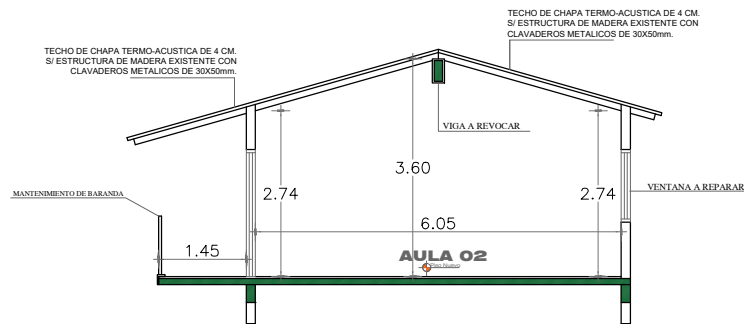 TECHO DE CHAPA TERMO-ACUSTICA DE 4 CM.
S/ ESTRUCTURA DE MADERA EXISTENTE CON
CLAVADEROS METALICOS DE 30X50mm.
TECHO DE CHAPA TERMO-ACUSTICA DE 4 CM.
S/ ESTRUCTURA DE MADERA EXISTENTE CON
CLAVADEROS METALICOS DE 30X50mm.
VIGA A REVOCAR
3.60
MANTENIMIENTO DE BARANDA
2.74
2.74
VENTANA A REPARAR
6.05
1.45
AULA 02
Piso Nuevo